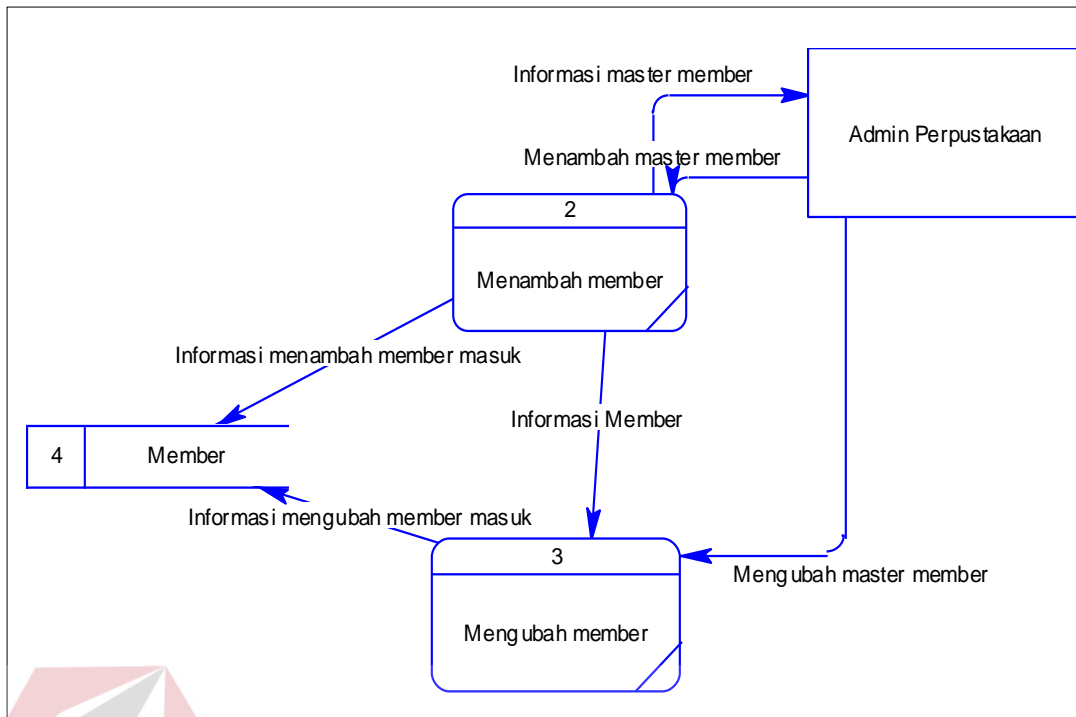 Informasi master member
Admin Perpustakaan
Menambah master member
2
Menambah member
Informasi menambah member masuk
Informasi Member
4
Member
Informasi mengubah member masuk
3
Mengubah master member
Mengubah member